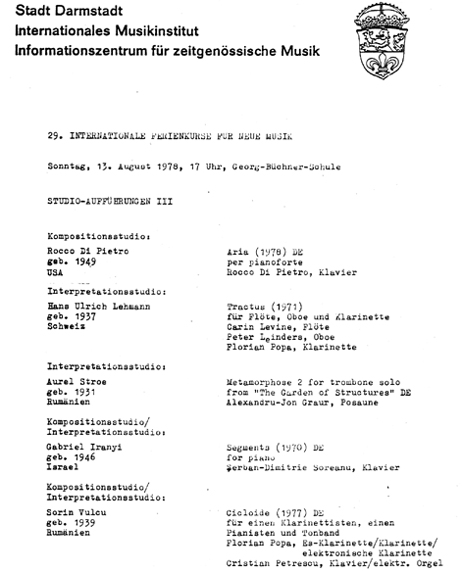 Stadt Darmstadt
Internationales Musikinstitut
Informationszentrum für zeitgenössische Musik
29. INTERNATIONALE FERIENKURSE FÜR NEUE MUSIK
Sonntag, 13. August 1978, 17 Uhr, Georg-Büchner-Schule
STUDIO-AUFFÜHRUNGEN III
Kompositionsstudio:
Rocco Di Pietro Aria (1978) DE
geb. 1949 per pianoforte
USA Rocco Di Pietro, Klavier
Interpretationsstudio:
Hans Ulrich Lehmann Tractus (1971)
geb. 1937 für Flöte, Oboe und Klarinette
Schweiz Carin Levine, Flöte
Peter Leinders, Oboe
Florian Popa, Klarinette
Interpretationsstudio:
Aurel Stroe Metamorphose 2 for trombone solo
geb. 1931 from "The Garden of Structures" DE
Rumänien Alexandru-Jon Graur, Posaune
Kompositionsstudio/
Interpretationsstudio:
Gabriel Iranyi Segments (1970) DE
geb. 1946 for piano
Israel Şerban-Dimitrie Soreanu, Klavier
Kompositionsstudio/
Interpretationsstudio:
Sorin Vulcu Cicloide (1977) DE
geb. 1939 für einen Klarinettisten, einen
Rumänien Pianisten und Tonband
Florian Popa, Es-Klarinette/Klarinette/
elektronische Klarinette
Cristian Petrescu, Klavier/elektr. Orgel